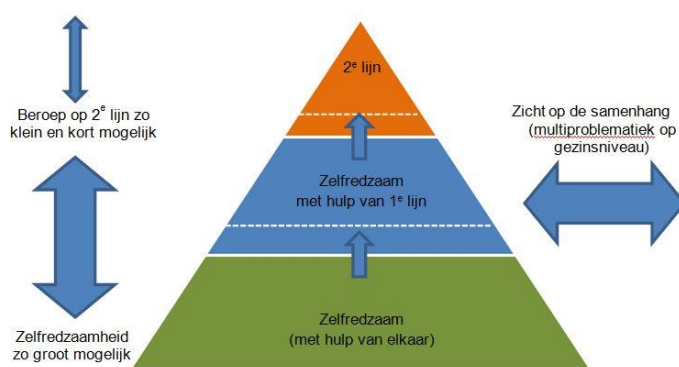 2e lijn
Beroep op 2e lijn zo
klein en kort mogelijk
Zicht op de samenhang
(multiproblematiek op
gezinsniveau)
Zelfredzaam
met hulp van 1e lijn
Zelfredzaam
(met hulp van elkaar)
Zelfredzaamheid
zo groot mogelijk